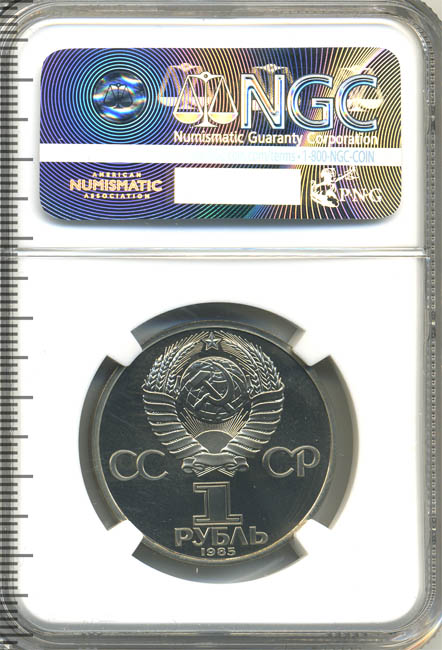 NGC
Numismatic Guaranty Corporation
1-800-NGC-COIN
AMERICAN
NUMISMATIC
ASSOCIATION
PNG
СС СР
1
РУБЛЬ
1985